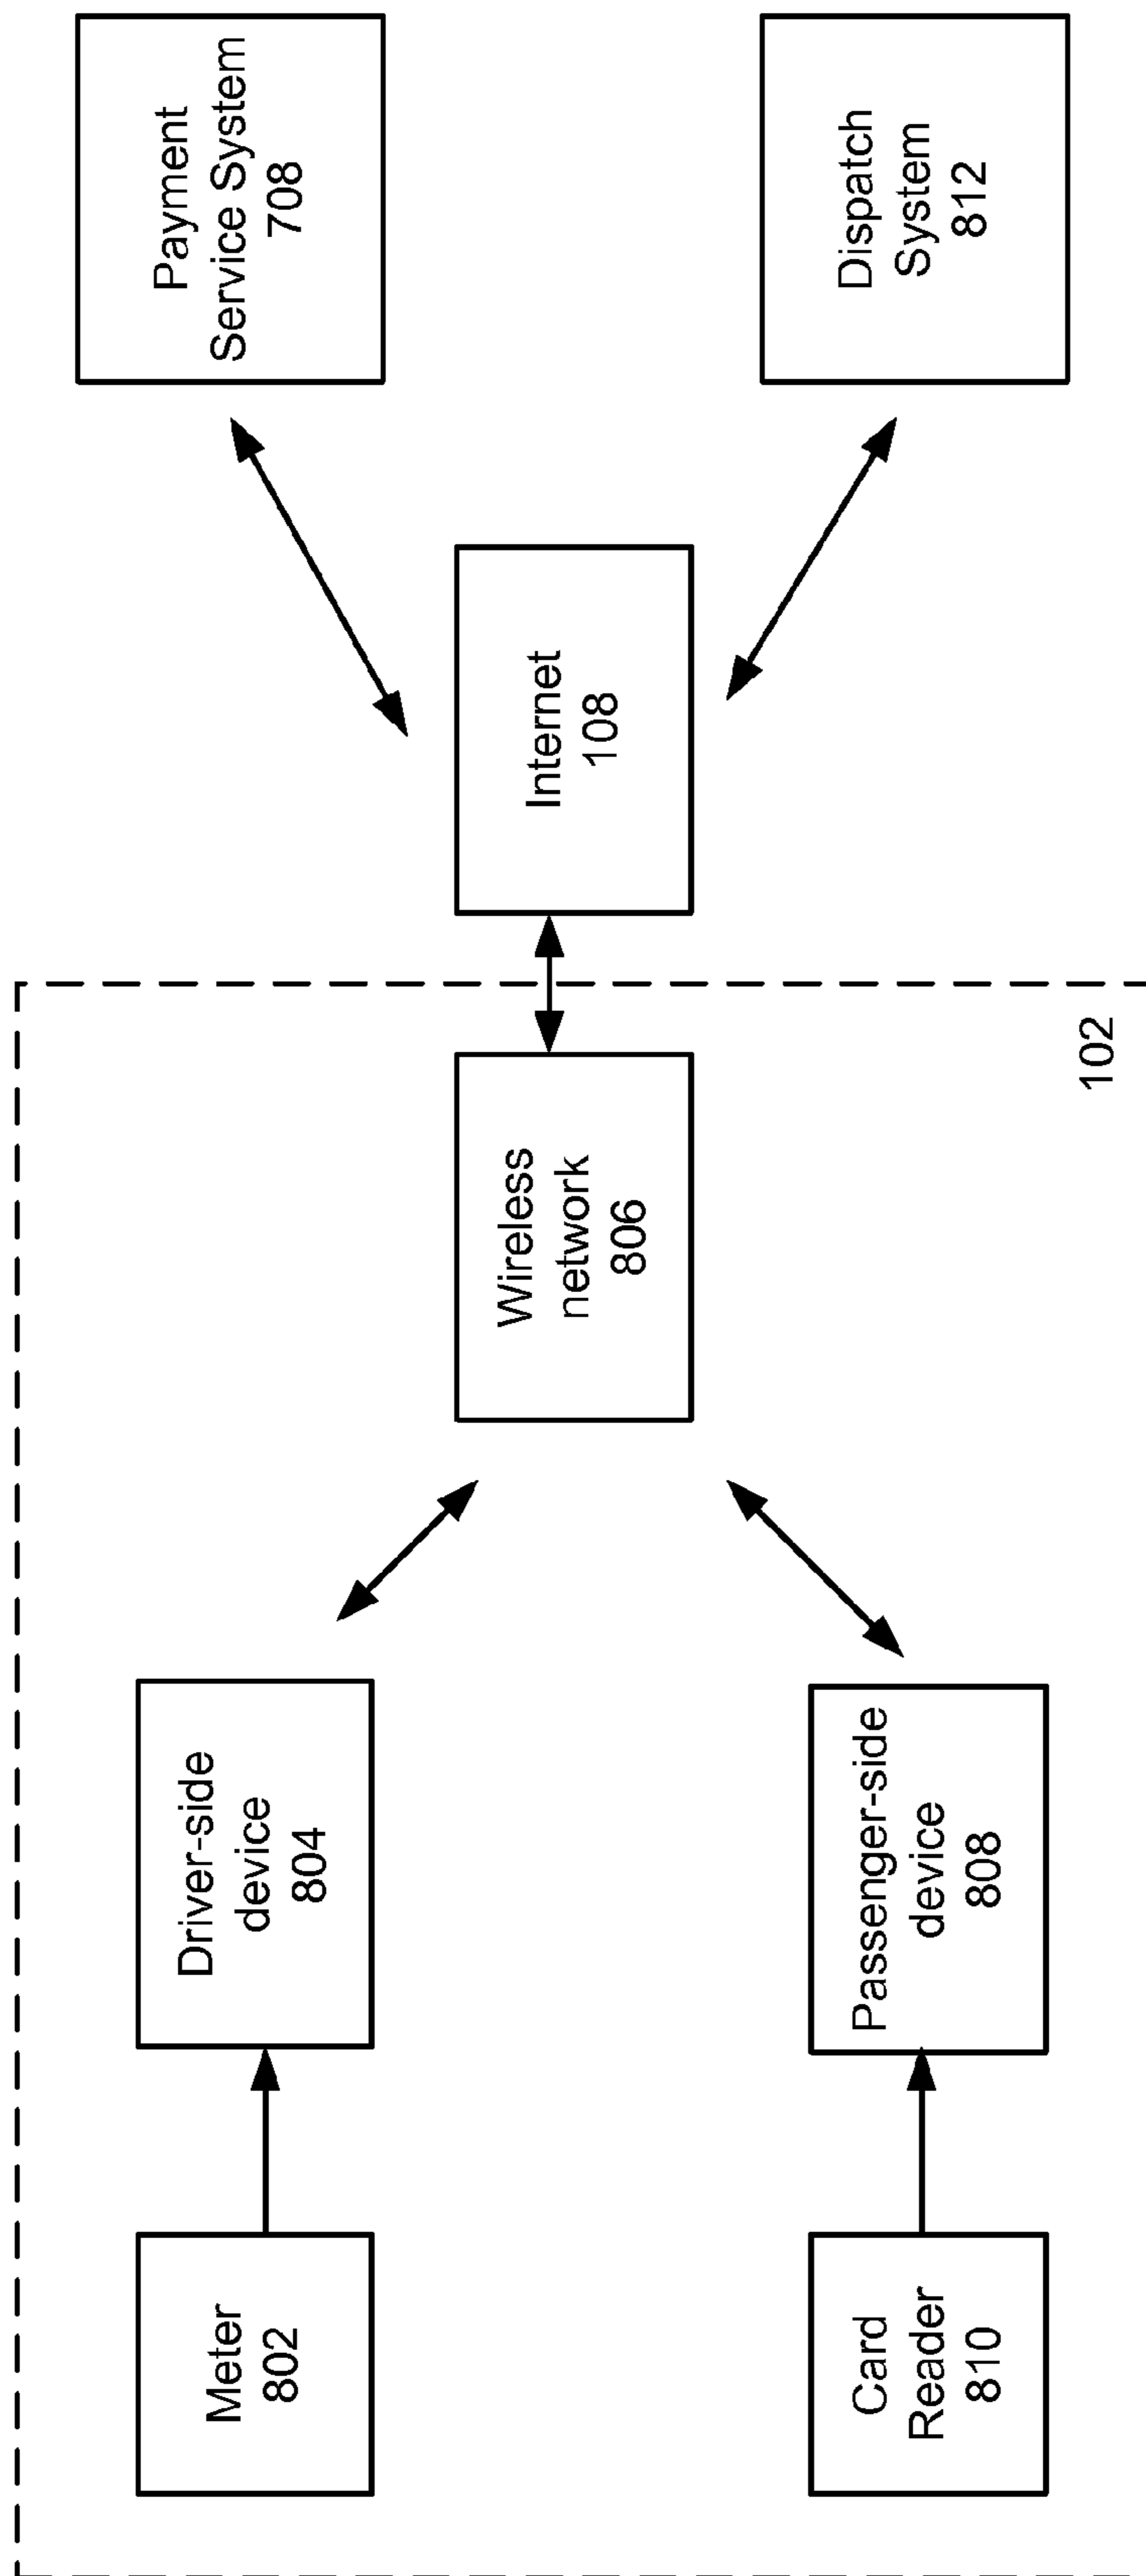 Meter
802
Driver-side
device
804
Wireless
network
806
Internet
108
Payment
Service System
708
Card
Reader
810
Passenger-side
device
808
Dispatch
System
812
102